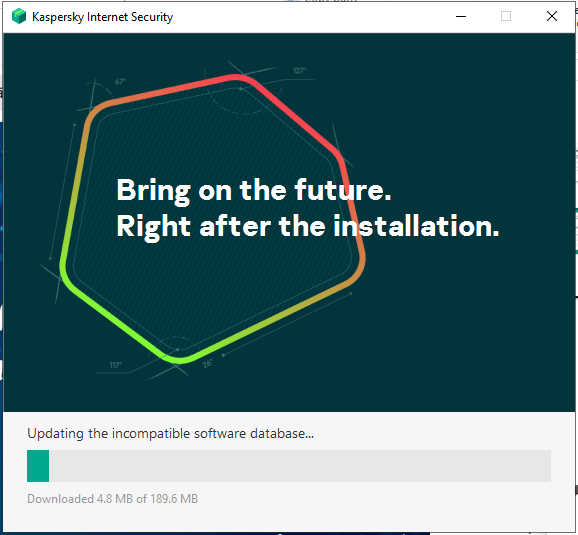 Kaspersky Internet Security
67°
127°
Bring on the future.
Right after the installation.
117°
26°
Updating the incompatible software database...
Downloaded 4.8 MB of 189.6 MB